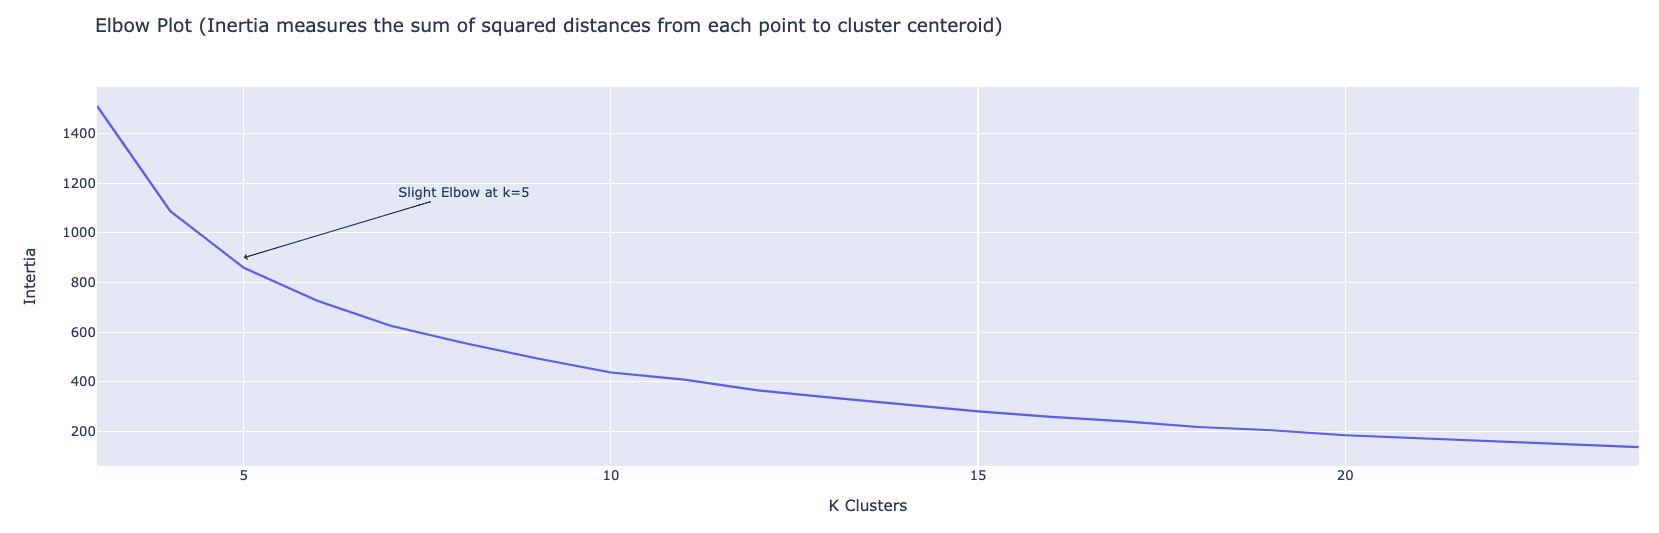 Elbow Plot (Inertia measures the sum of squared distances from each point to cluster centeroid)
1400
1200
1000
800
600
400
200
Intertia
Slight Elbow at k=5
5
10
15
20
K Clusters